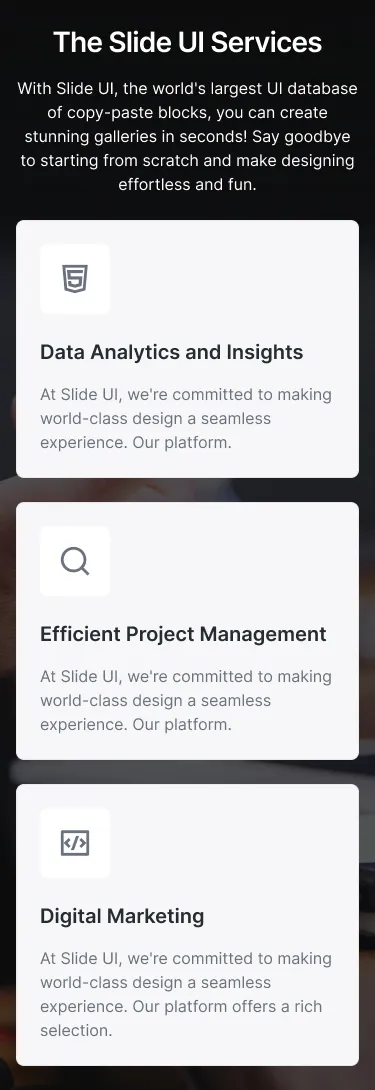 The Slide UI Services
With Slide UI, the world's largest UI database
of copy-paste blocks, you can create
stunning galleries in seconds! Say goodbye
to starting from scratch and make designing
effortless and fun.
Data Analytics and Insights
At Slide UI, we're committed to making
world-class design a seamless
experience. Our platform.
Efficient Project Management
At Slide UI, we're committed to making
world-class design a seamless
experience. Our platform.
Digital Marketing
At Slide UI, we're committed to making
world-class design a seamless
experience. Our platform offers a rich
selection.